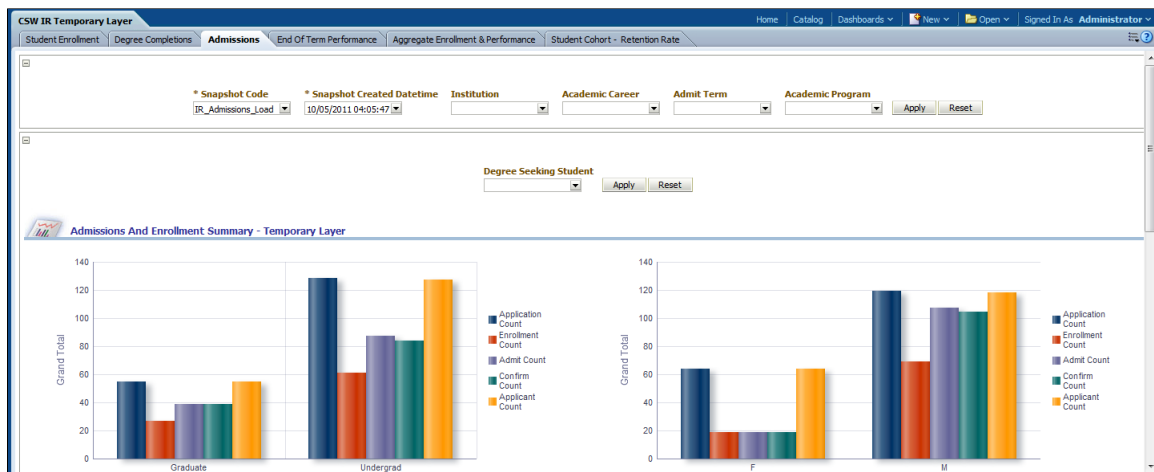 CSW IR Temporary Layer
Home Catalog Dashboards New Open Signed In As Administrator
Student Enrollment Degree Completions Admissions End Of Term Performance Aggregate Enrollment & Performance Student Cohort - Retention Rate
* Snapshot Code * Snapshot Created Datetime Institution Academic Career Admit Term Academic Program
IR_Admissions_Load 10/05/2011 04:05:47 Apply Reset
Degree Seeking Student
Apply Reset
Admissions And Enrollment Summary - Temporary Layer
Grand Total
140
120
100
80
60
40
20
0
Graduate Undergrad
Application
Count
Enrollment
Count
Admit Count
Confirm
Count
Applicant
Count
Grand Total
140
120
100
80
60
40
20
0
F M
Application
Count
Enrollment
Count
Admit Count
Confirm
Count
Applicant
Count